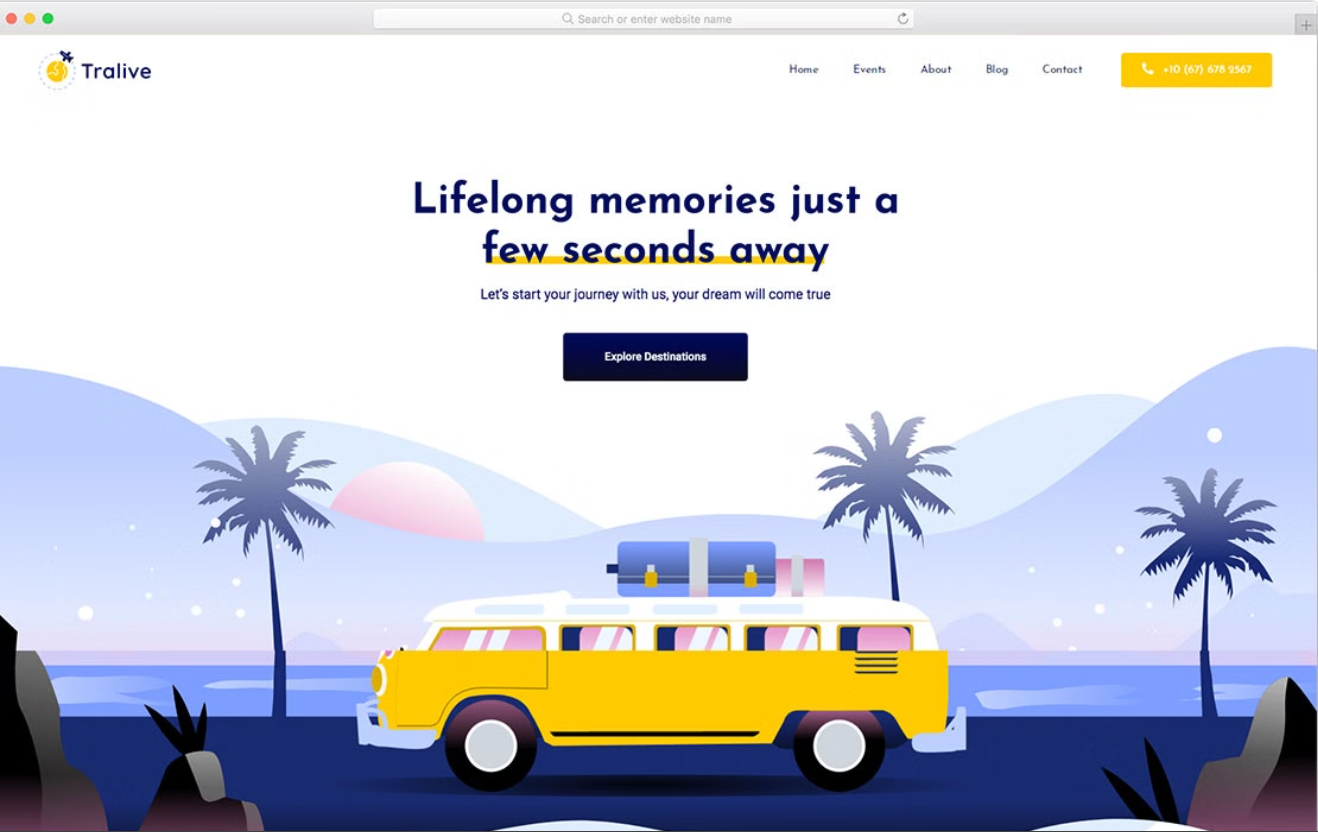 Search or enter website name
Tralive
Home Events About Blog Contact +10 (67) 678 2567
Lifelong memories just a
few seconds away
Let's start your journey with us, your dream will come true
Explore Destinations